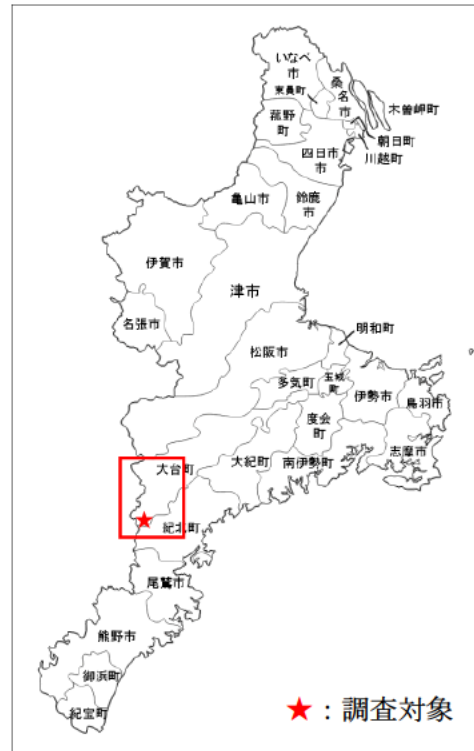 いなべ
市
桑
名
市
東員町
木曽岬町
菰野
町
朝日町
川越町
四日市
市
亀山市
鈴鹿
市
伊賀市
津市
名張市
明和町
松阪市
多気町
玉城
町
伊勢市
鳥羽市
度会
町
志摩市
大台町
大紀町
南伊勢町
紀北町
尾鷲市
熊野市
御浜町
紀宝町
★：調査対象